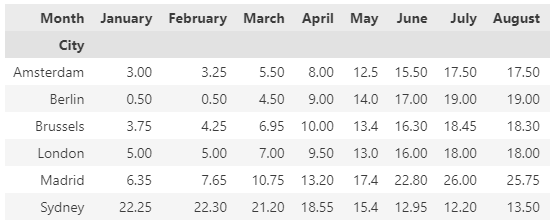 Month January February March April May June July August
City
Amsterdam 3.00 3.25 5.50 8.00 12.5 15.50 17.50 17.50
Berlin 0.50 0.50 4.50 9.00 14.0 17.00 19.00 19.00
Brussels 3.75 4.25 6.95 10.00 13.4 16.30 18.45 18.30
London 5.00 5.00 7.00 9.50 13.0 16.00 18.00 18.00
Madrid 6.35 7.65 10.75 13.20 17.4 22.80 26.00 25.75
Sydney 22.25 22.30 21.20 18.55 15.4 12.95 12.20 13.50